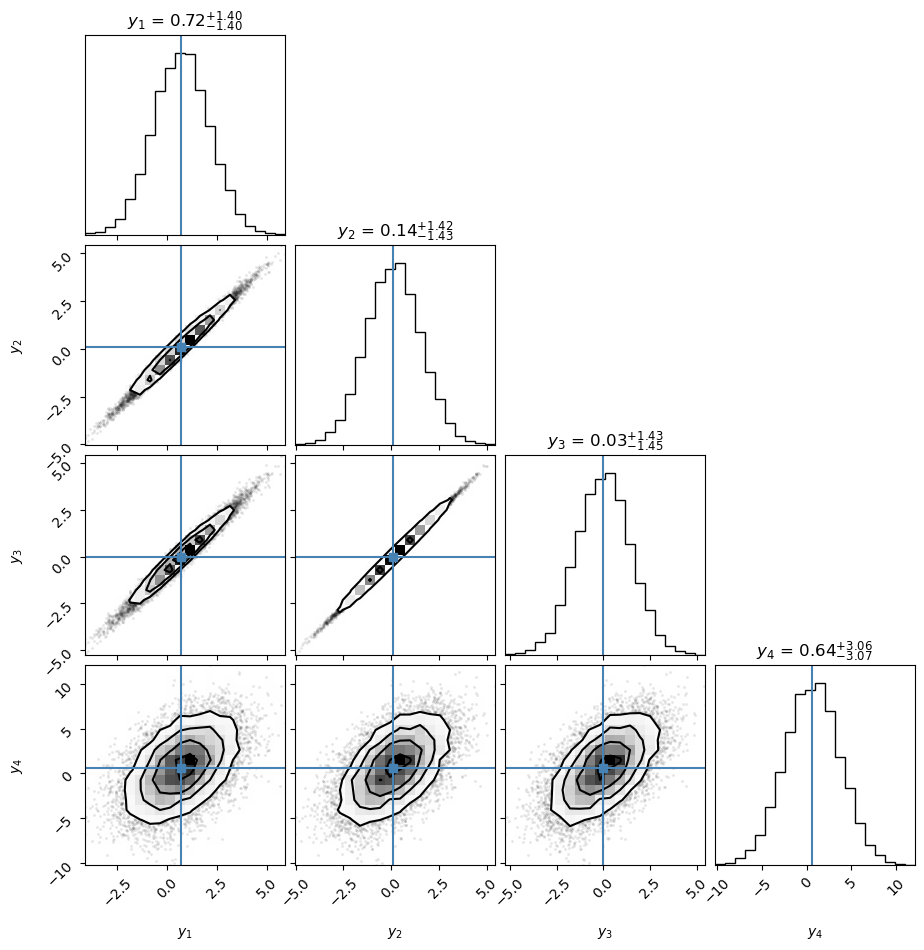 y₁ = 0.72+1.40−1.40
y₂ = 0.14+1.42−1.43
5.0
2.5
0.0
−2.5
−5.0
y₂
y₃ = 0.03+1.43−1.45
5.0
2.5
0.0
−2.5
−5.0
y₃
y₄ = 0.64+3.06−3.07
10
5
0
−5
−10
y₄
−2.5 0.0 2.5 5.0
−5.0 −2.5 0.0 2.5 5.0
−5.0 −2.5 0.0 2.5 5.0
−10 −5 0 5 10
y₁ y₂ y₃ y₄